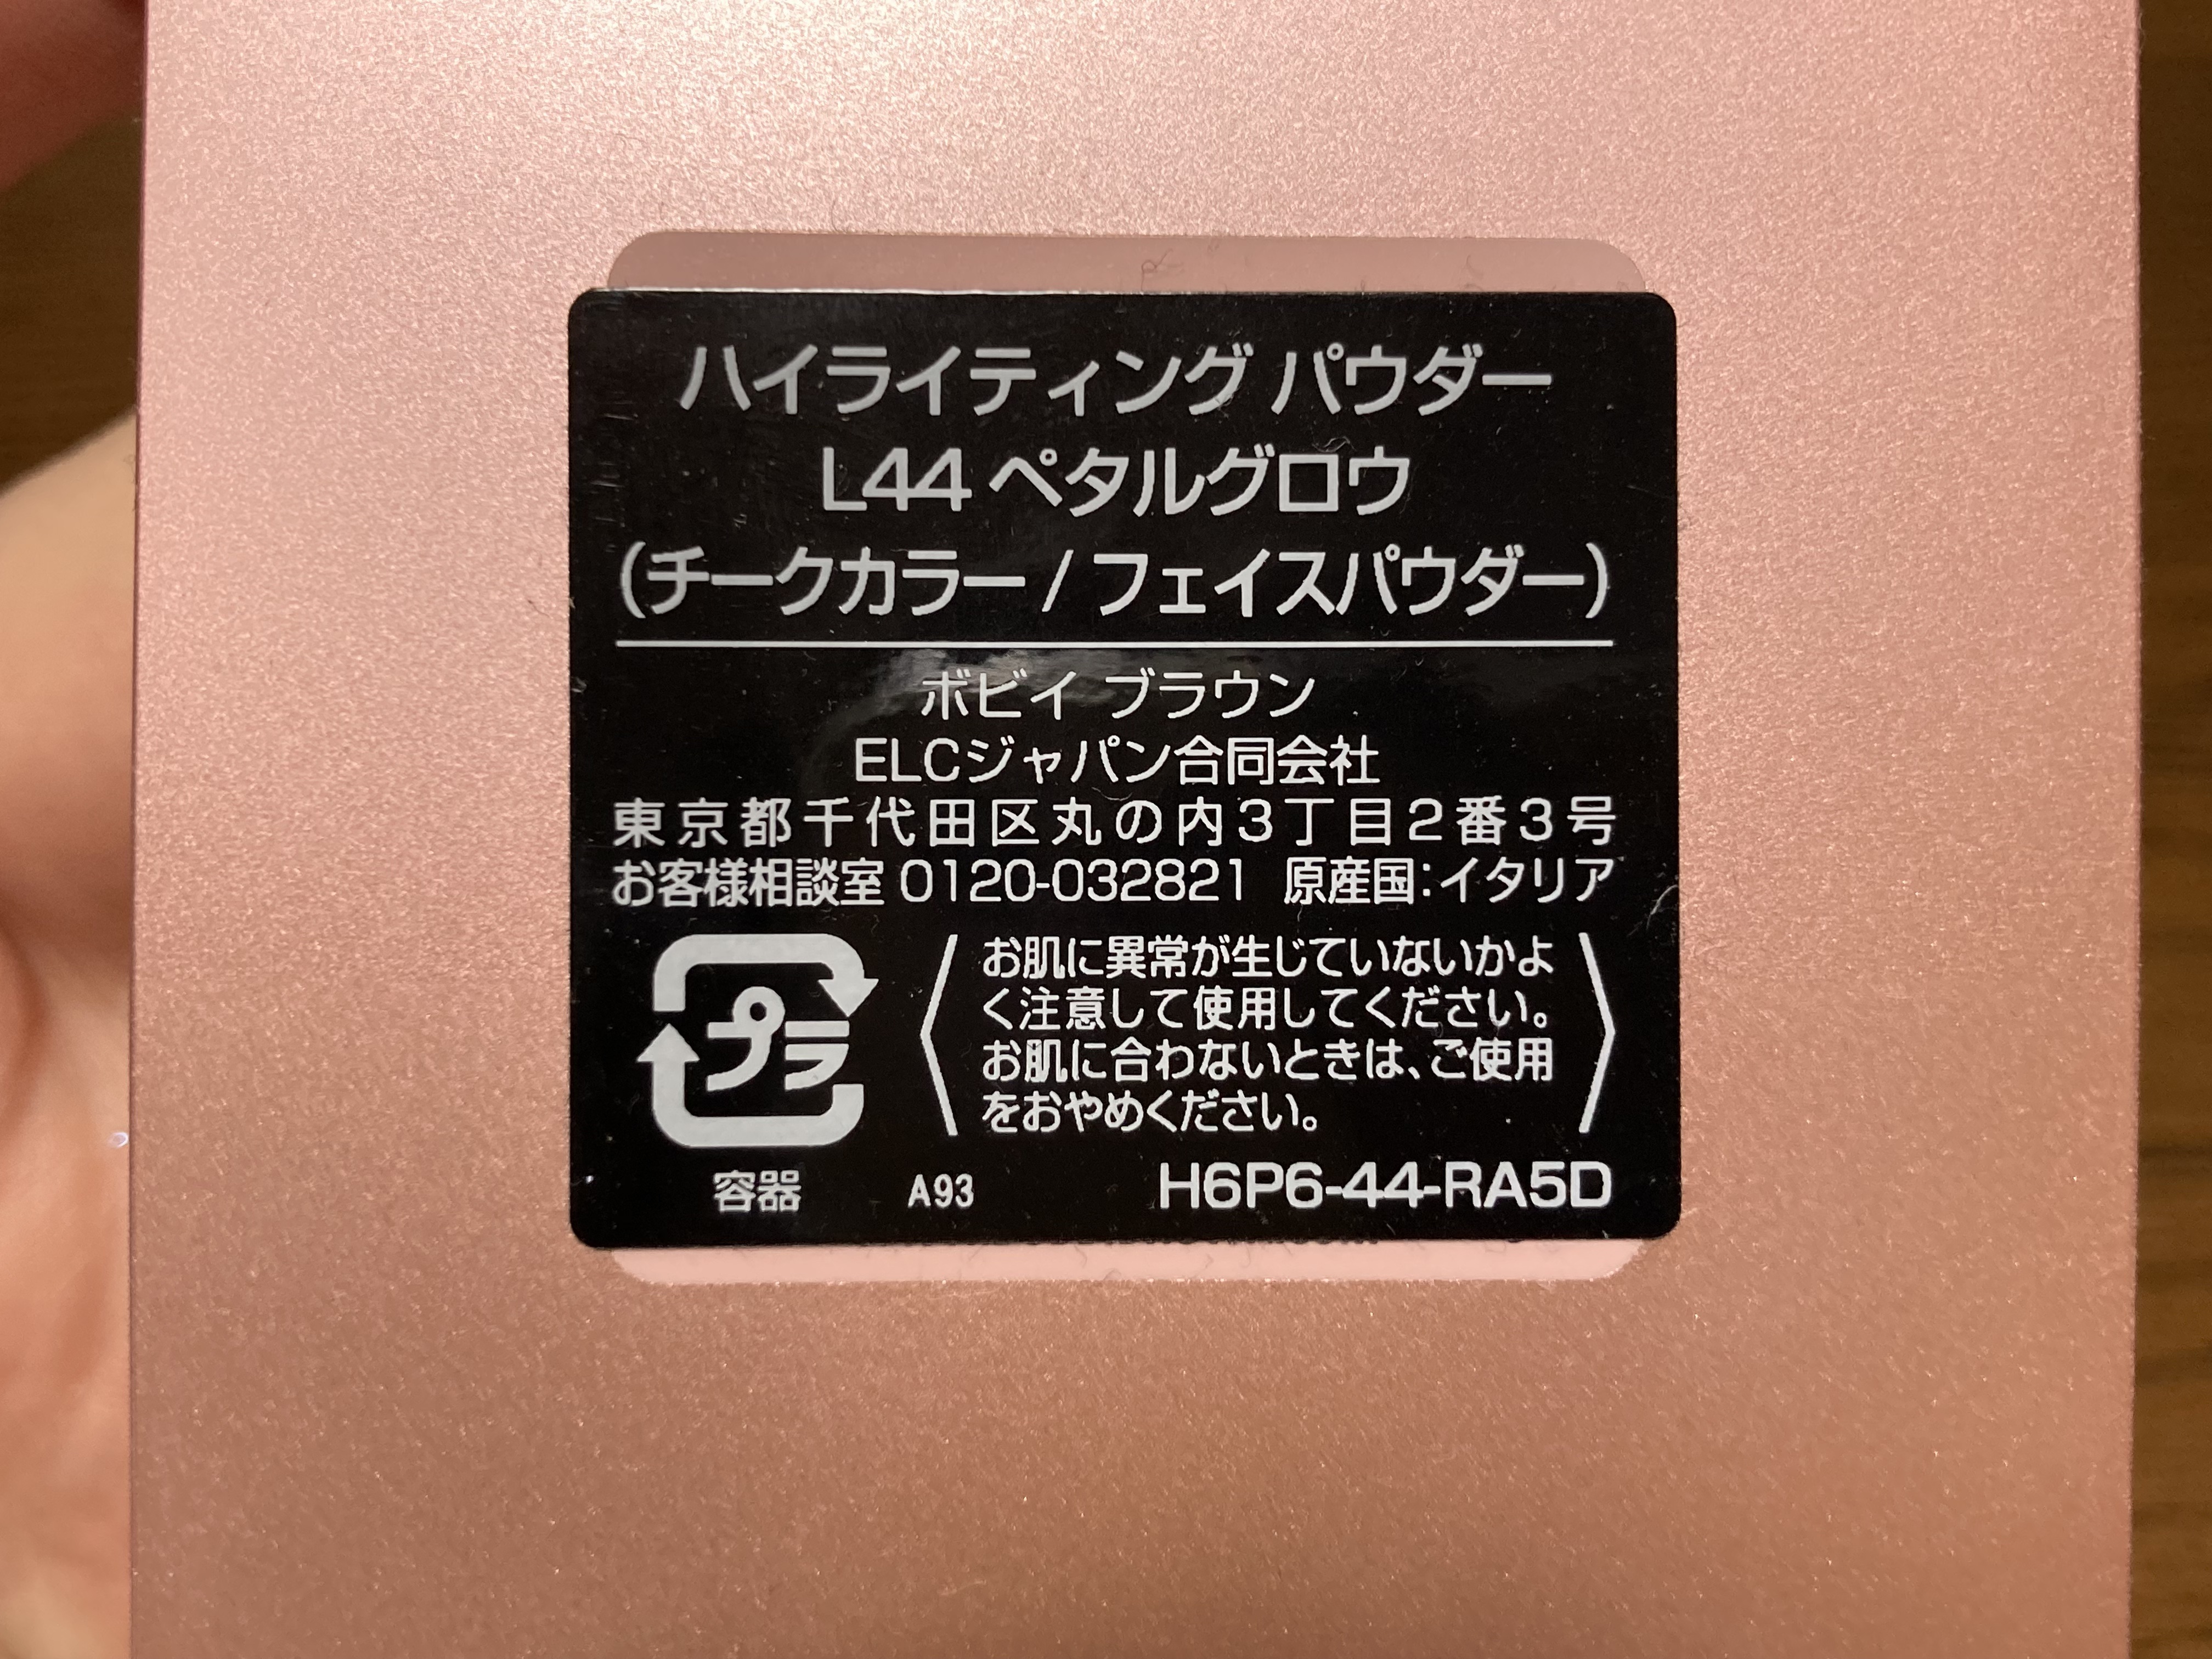 ハイライティング パウダー
L44 ペタルグロウ
(チークカラー / フェイスパウダー)
ボビイ ブラウン
ELCジャパン合同会社
東京都千代田区丸の内3丁目2番3号
お客様相談室 0120-032821 原産国:イタリア
プラ
お肌に異常が生じていないかよ
く注意して使用してください。
お肌に合わないときは、ご使用
をおやめください。
容器 A93 H6P6-44-RA5D